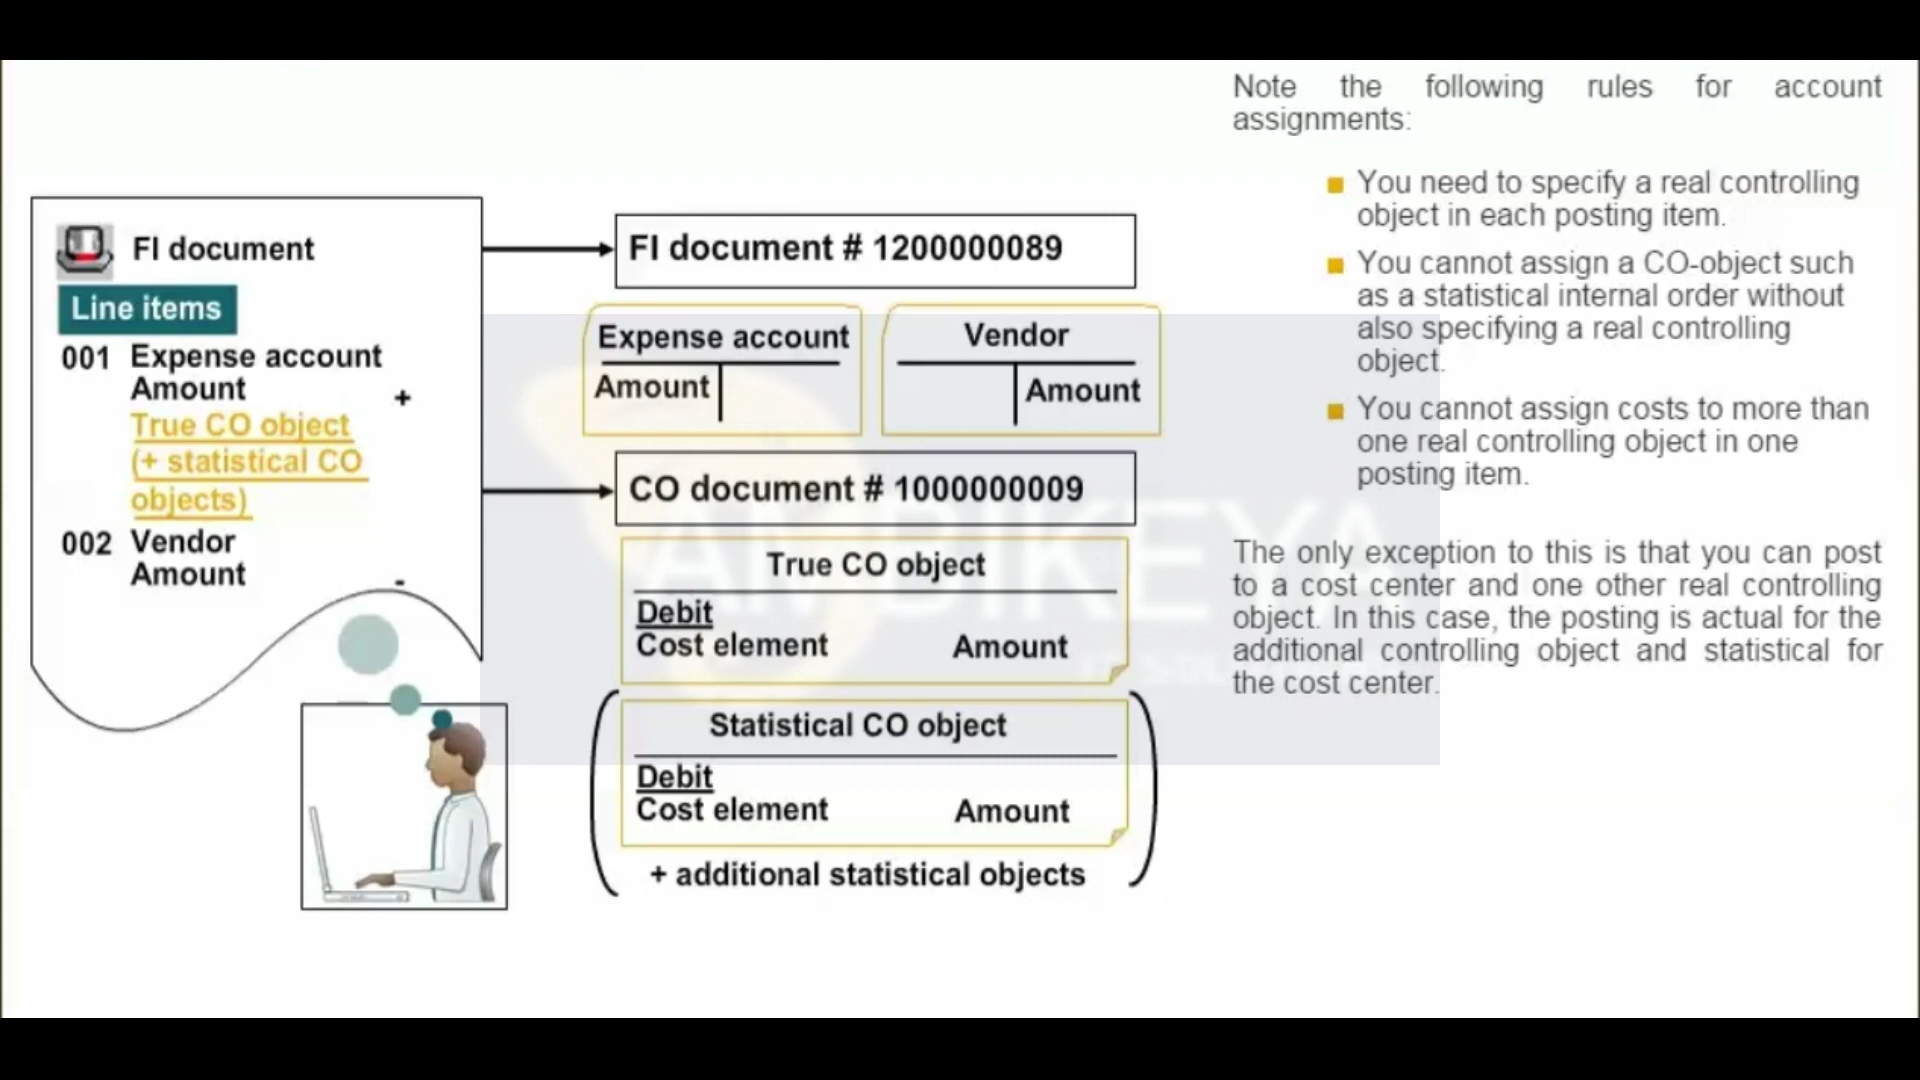 FI document
Line items
001 Expense account
Amount +
True CO object
(+ statistical CO
objects)
002 Vendor
Amount -
FI document # 1200000089
Expense account
Amount
Vendor
Amount
CO document # 1000000009
True CO object
Debit
Cost element Amount
Statistical CO object
Debit
Cost element Amount
+ additional statistical objects
Note the following rules for account
assignments:
You need to specify a real controlling
object in each posting item.
You cannot assign a CO-object such
as a statistical internal order without
also specifying a real controlling
object.
You cannot assign costs to more than
one real controlling object in one
posting item.
The only exception to this is that you can post
to a cost center and one other real controlling
object. In this case, the posting is actual for the
additional controlling object and statistical for
the cost center.